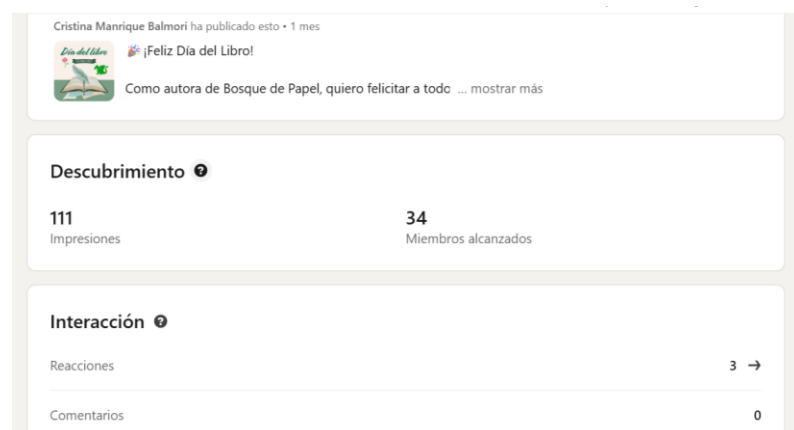 Cristina Manrique Balmori ha publicado esto • 1 mes
Día del libro
🎉 ¡Feliz Día del Libro!
Como autora de Bosque de Papel, quiero felicitar a todo ... mostrar más
Descubrimiento
111
34
Impresiones
Miembros alcanzados
Interacción
Reacciones
3 →
Comentarios
0